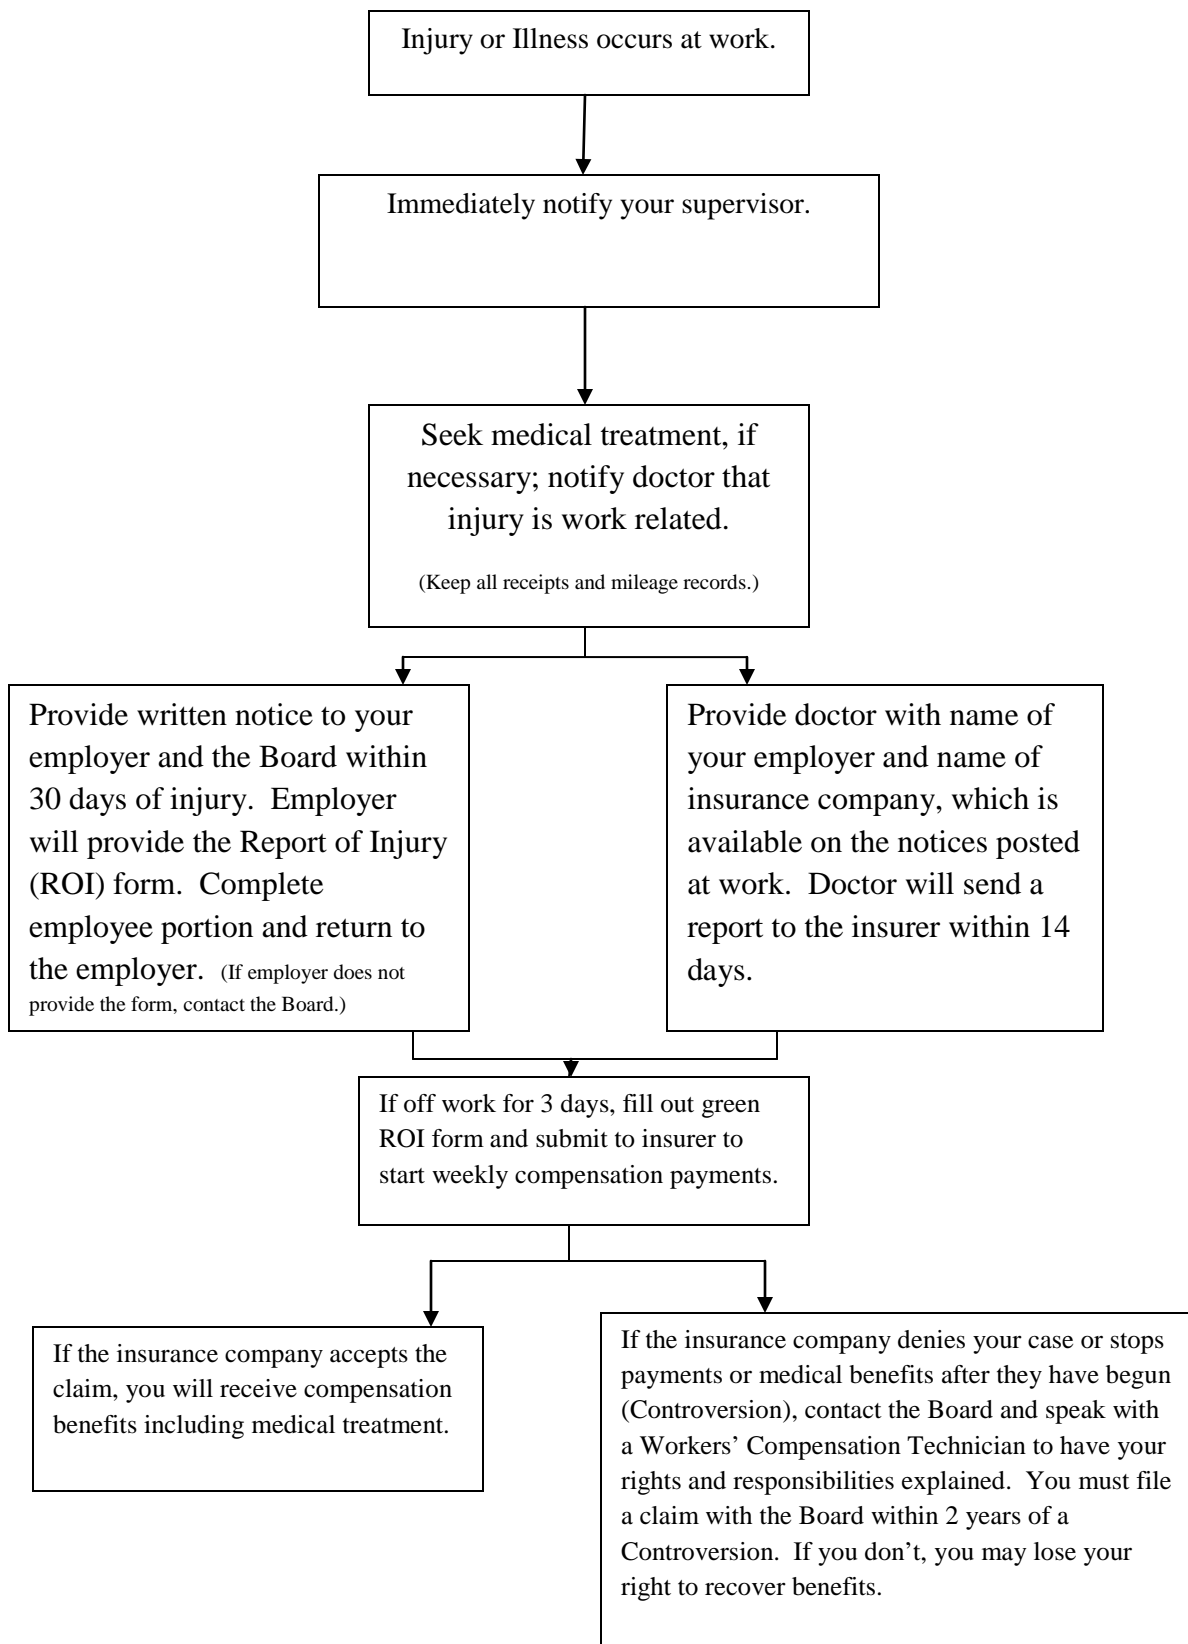 Injury or Illness occurs at work.
Immediately notify your supervisor.
Seek medical treatment, if
necessary; notify doctor that
injury is work related.
(Keep all receipts and mileage records.)
Provide written notice to your
employer and the Board within
30 days of injury.  Employer
will provide the Report of Injury
(ROI) form.  Complete
employee portion and return to
the employer.  (If employer does not
provide the form, contact the Board.)
Provide doctor with name of
your employer and name of
insurance company, which is
available on the notices posted
at work.  Doctor will send a
report to the insurer within 14
days.
If off work for 3 days, fill out green
ROI form and submit to insurer to
start weekly compensation payments.
If the insurance company accepts the
claim, you will receive compensation
benefits including medical treatment.
If the insurance company denies your case or stops
payments or medical benefits after they have begun
(Controversion), contact the Board and speak with
a Workers’ Compensation Technician to have your
rights and responsibilities explained.  You must file
a claim with the Board within 2 years of a
Controversion.  If you don’t, you may lose your
right to recover benefits.